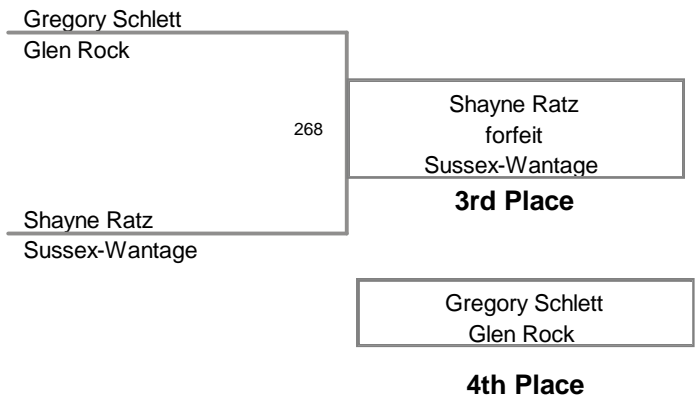 Gregory Schlett
Glen Rock
268
Shayne Ratz
forfeit
Sussex-Wantage
3rd Place
Shayne Ratz
Sussex-Wantage
Gregory Schlett
Glen Rock
4th Place